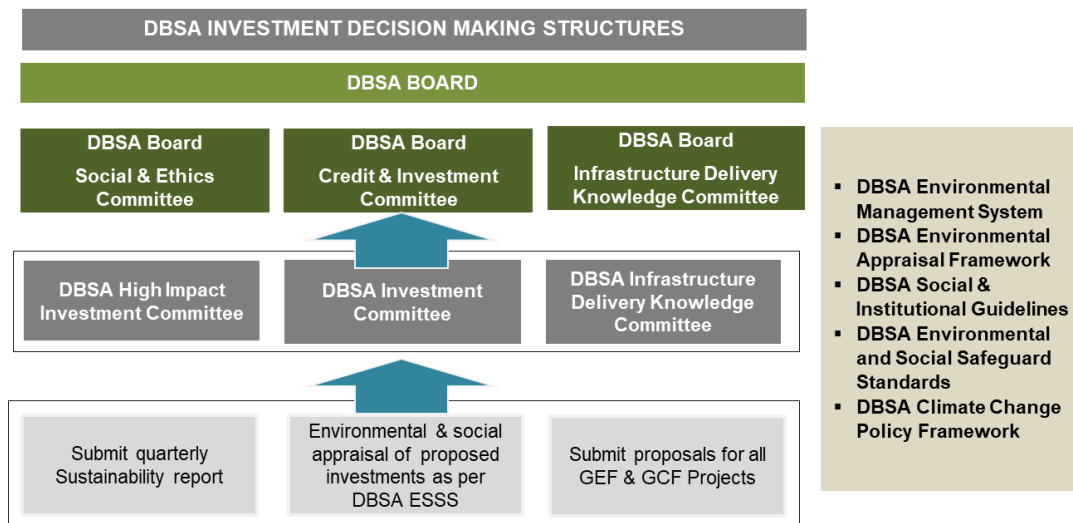 DBSA INVESTMENT DECISION MAKING STRUCTURES
DBSA BOARD
DBSA Board
Social & Ethics
Committee
DBSA Board
Credit & Investment
Committee
DBSA Board
Infrastructure Delivery
Knowledge Committee
DBSA High Impact
Investment Committee
DBSA Investment
Committee
DBSA Infrastructure
Delivery Knowledge
Committee
Submit quarterly
Sustainability report
Environmental & social
appraisal of proposed
investments as per
DBSA ESSS
Submit proposals for all
GEF & GCF Projects
▪ DBSA Environmental
Management System
▪ DBSA Environmental
Appraisal Framework
▪ DBSA Social &
Institutional Guidelines
▪ DBSA Environmental
and Social Safeguard
Standards
▪ DBSA Climate Change
Policy Framework